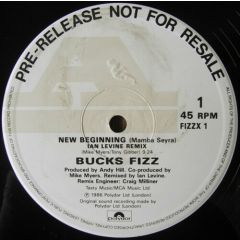 PRE-RELEASE NOT FOR RESALE
1
45 RPM
FIZZX 1
NEW BEGINNING (Mamba Seyra)
IAN LEVINE REMIX
(Mike Myers/Tony Gibber) 9.24
BUCKS FIZZ
Produced by Andy Hill. Co-produced by
Mike Myers. Remixed by Ian Levine.
Remix Engineer: Craig Milliner
Tasty Music/MCA Music Ltd
℗ 1986 Polydor Ltd (London)
Original sound recording made by
Polydor Ltd (London)
polydor